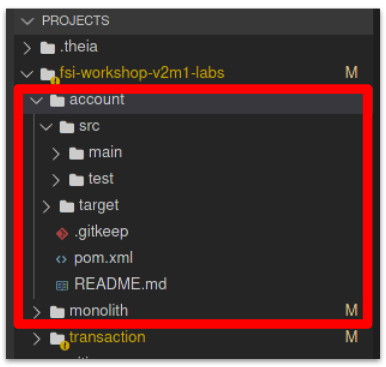 PROJECTS
.theia
fsi-workshop-v2m1-labs M
account
src
main
test
target
.gitkeep
pom.xml
README.md
monolith M
transaction M